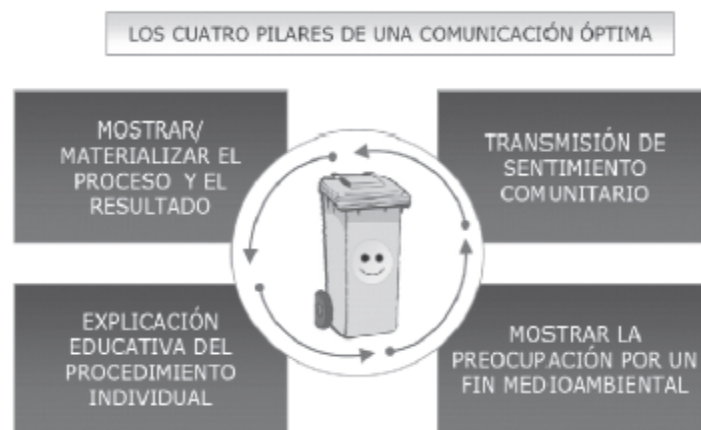 LOS CUATRO PILARES DE UNA COMUNICACIÓN ÓPTIMA
MOSTRAR/
MATERIALIZAR EL
PROCESO Y EL
RESULTADO
TRANSMISIÓN DE
SENTIMIENTO
COMUNITARIO
EXPLICACIÓN
EDUCATIVA DEL
PROCEDIMIENTO
INDIVIDUAL
MOSTRAR LA
PREOCUPACIÓN POR UN
FIN MEDIOAMBIENTAL